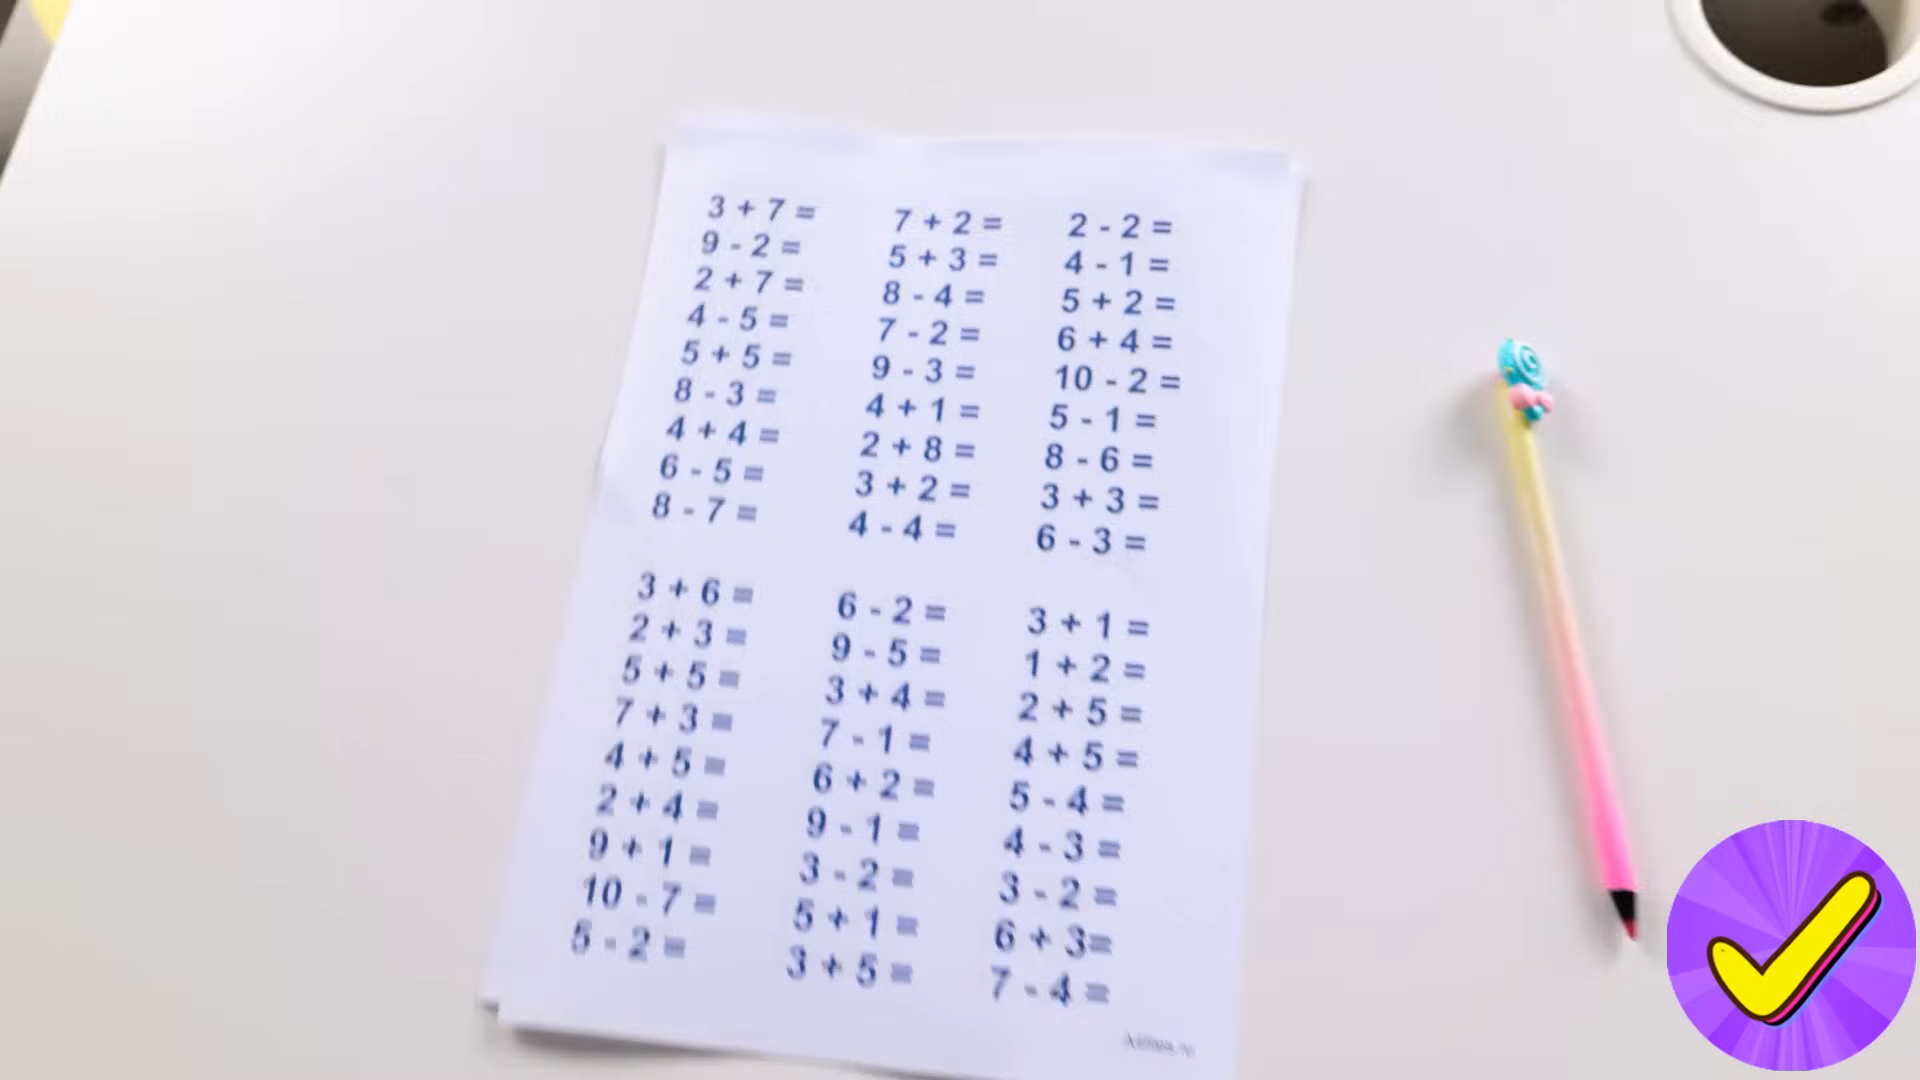 3 + 7 =
9 - 2 =
2 + 7 =
4 - 5 =
5 + 5 =
8 - 3 =
4 + 4 =
6 - 5 =
8 - 7 =
7 + 2 =
5 + 3 =
8 - 4 =
7 - 2 =
9 - 3 =
4 + 1 =
2 + 8 =
3 + 2 =
4 - 4 =
2 - 2 =
4 - 1 =
5 + 2 =
6 + 4 =
10 - 2 =
5 - 1 =
8 - 6 =
3 + 3 =
6 - 3 =
3 + 6 =
2 + 3 =
5 + 5 =
7 + 3 =
4 + 5 =
2 + 4 =
9 + 1 =
10 - 7 =
5 - 2 =
6 - 2 =
9 - 5 =
3 + 4 =
7 - 1 =
6 + 2 =
9 - 1 =
3 - 2 =
5 + 1 =
3 + 5 =
3 + 1 =
1 + 2 =
2 + 5 =
4 + 5 =
5 - 4 =
4 - 3 =
3 - 2 =
6 + 3=
7 - 4 =